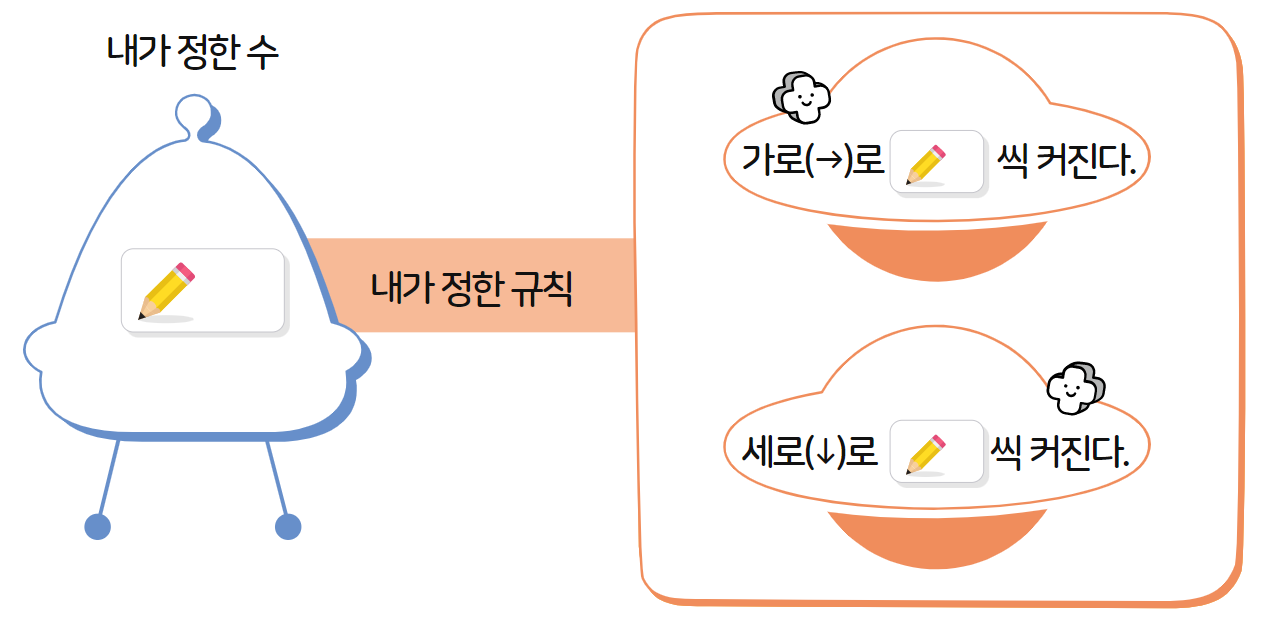 내가 정한 수
내가 정한 규칙
가로(→)로 씩 커진다.
세로(↓)로 씩 커진다.